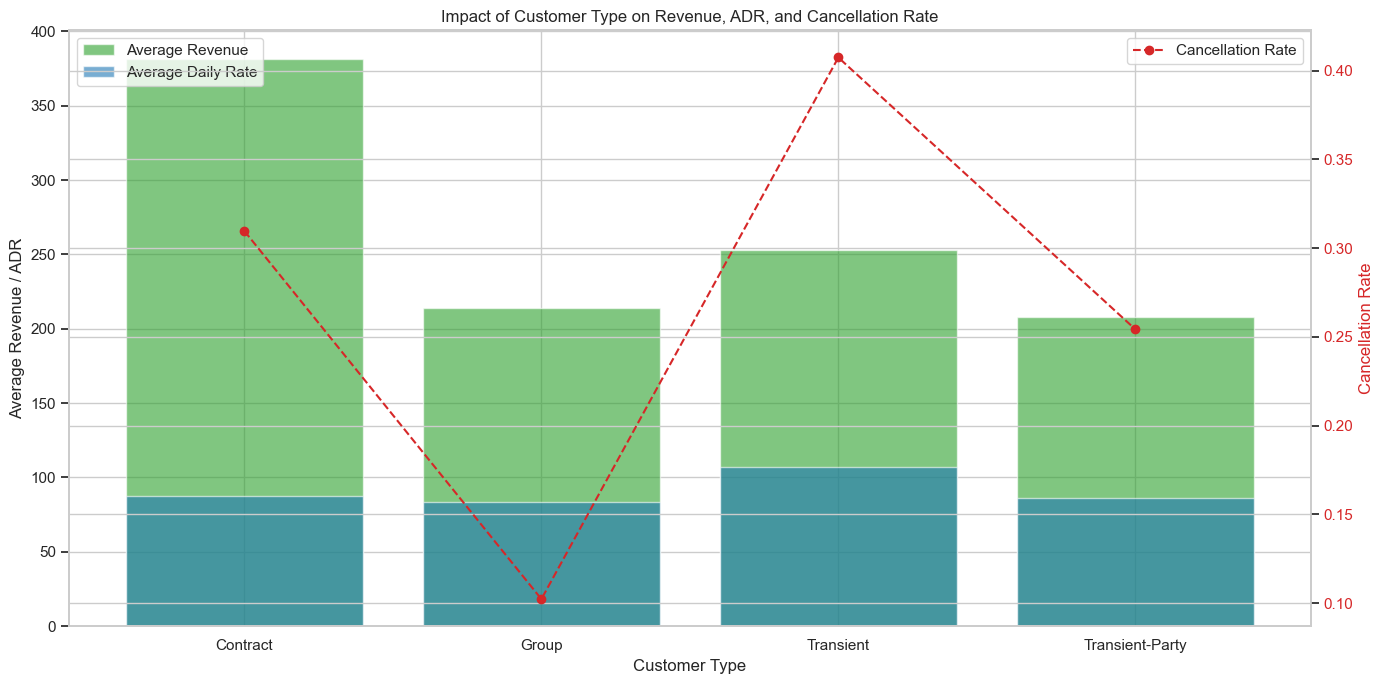 Impact of Customer Type on Revenue, ADR, and Cancellation Rate
Average Revenue
Average Daily Rate
Cancellation Rate
400
350
300
250
200
150
100
50
0
Average Revenue / ADR
0.40
0.35
0.30
0.25
0.20
0.15
0.10
Cancellation Rate
Contract
Group
Transient
Transient-Party
Customer Type